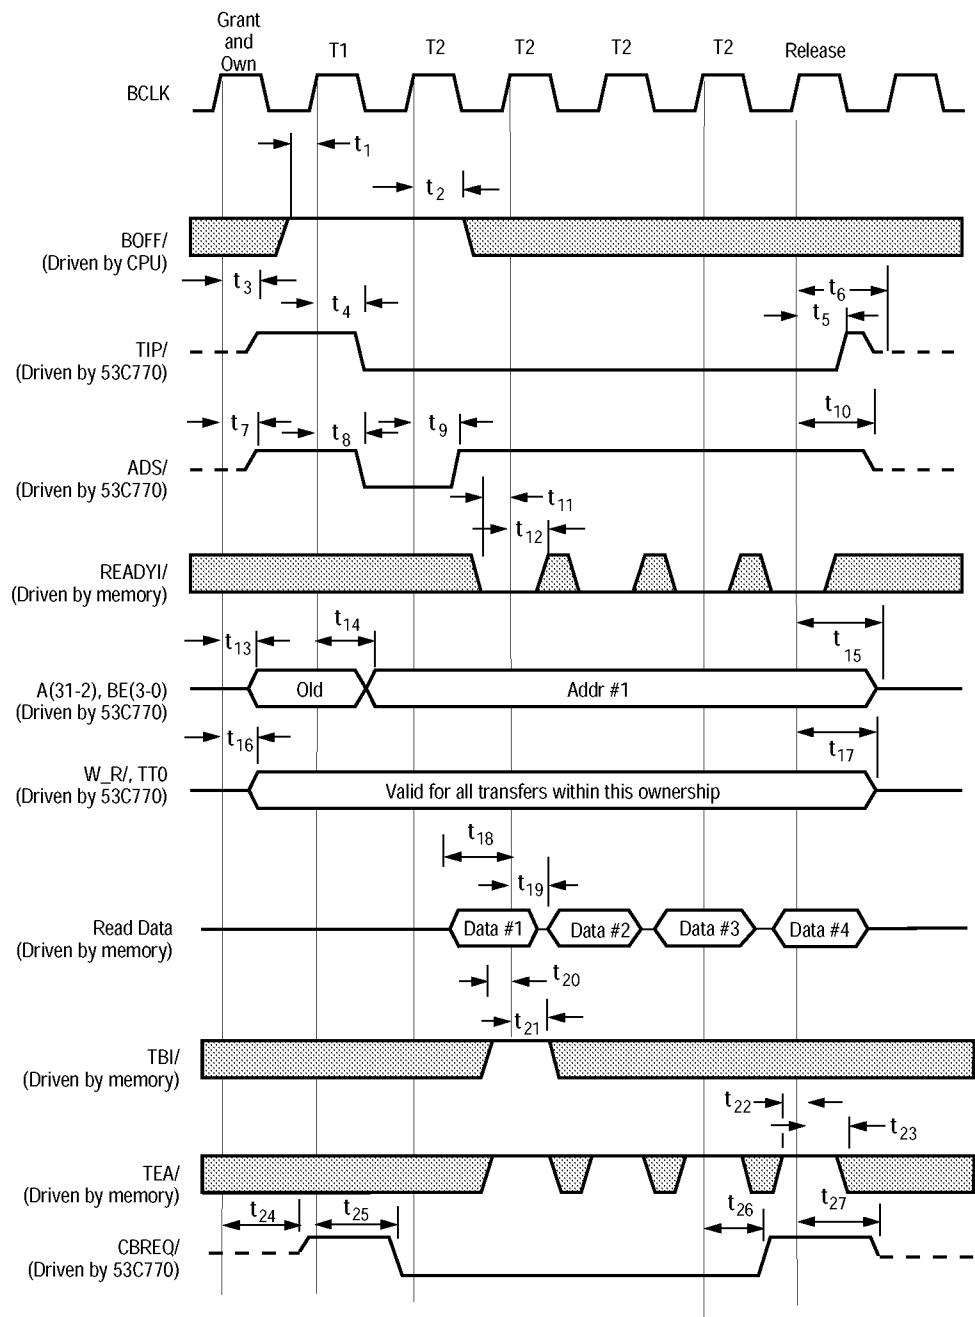 Grant
and
Own
T1
T2
T2
T2
T2
Release
BCLK
t1
t2
BOFF/
(Driven by CPU)
t3
t4
t6
t5
TIP/
(Driven by 53C770)
t10
t7
t8
t9
ADS/
(Driven by 53C770)
t11
t12
READYI/
(Driven by memory)
t13
t14
t15
A(31-2), BE(3-0)
(Driven by 53C770)
Old
Addr #1
t16
t17
W_R/, TT0
(Driven by 53C770)
Valid for all transfers within this ownership
t18
t19
Read Data
(Driven by memory)
Data #1
Data #2
Data #3
Data #4
t20
t21
TBI/
(Driven by memory)
t22
t23
TEA/
(Driven by memory)
t24
t25
t26
t27
CBREQ/
(Driven by 53C770)